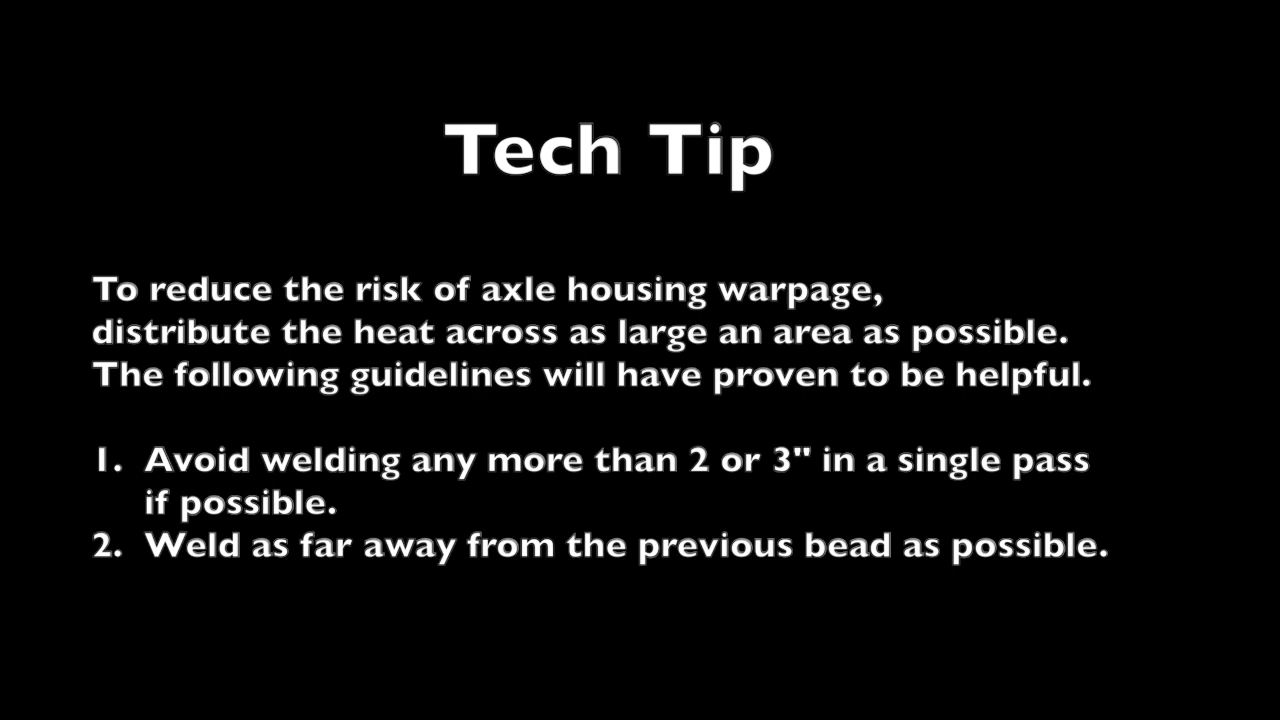 Tech Tip
To reduce the risk of axle housing warpage,
distribute the heat across as large an area as possible.
The following guidelines will have proven to be helpful.
1. Avoid welding any more than 2 or 3" in a single pass
if possible.
2. Weld as far away from the previous bead as possible.